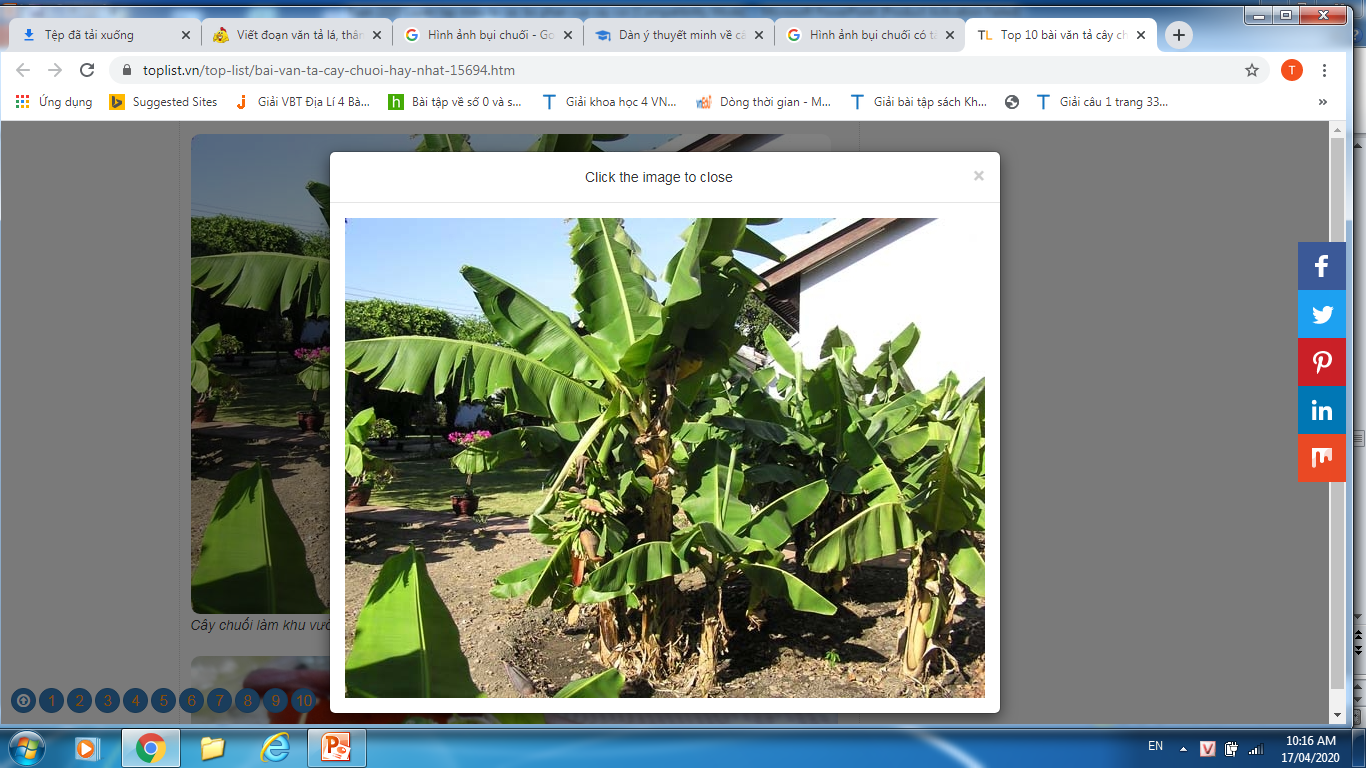 Tệp đã tải xuống
Viết đoạn văn tả lá, thân
Hình ảnh bụi chuối - Go
Dàn ý thuyết minh về câ
Hình ảnh bụi chuối có tà
TL Top 10 bài văn tả cây ch
toplist.vn/top-list/bai-van-ta-cay-chuoi-hay-nhat-15694.htm
T
Ứng dụng
Suggested Sites
Giải VBT Địa Lí 4 Bà...
Bài tập về số 0 và s...
Giải khoa học 4 VN...
Dòng thời gian - M...
Giải bài tập sách Kh...
Giải câu 1 trang 33...
Click the image to close
Cây chuối làm khu vườ
1 2 3 4 5 6 7 8 9 10
EN
10:16 AM
17/04/2020